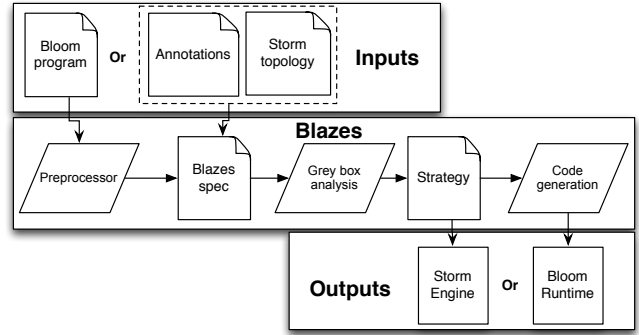 Bloom
program
Or
Annotations
Storm
topology
Inputs
Blazes
Preprocessor
Blazes
spec
Grey box
analysis
Strategy
Code
generation
Outputs
Storm
Engine
Or
Bloom
Runtime